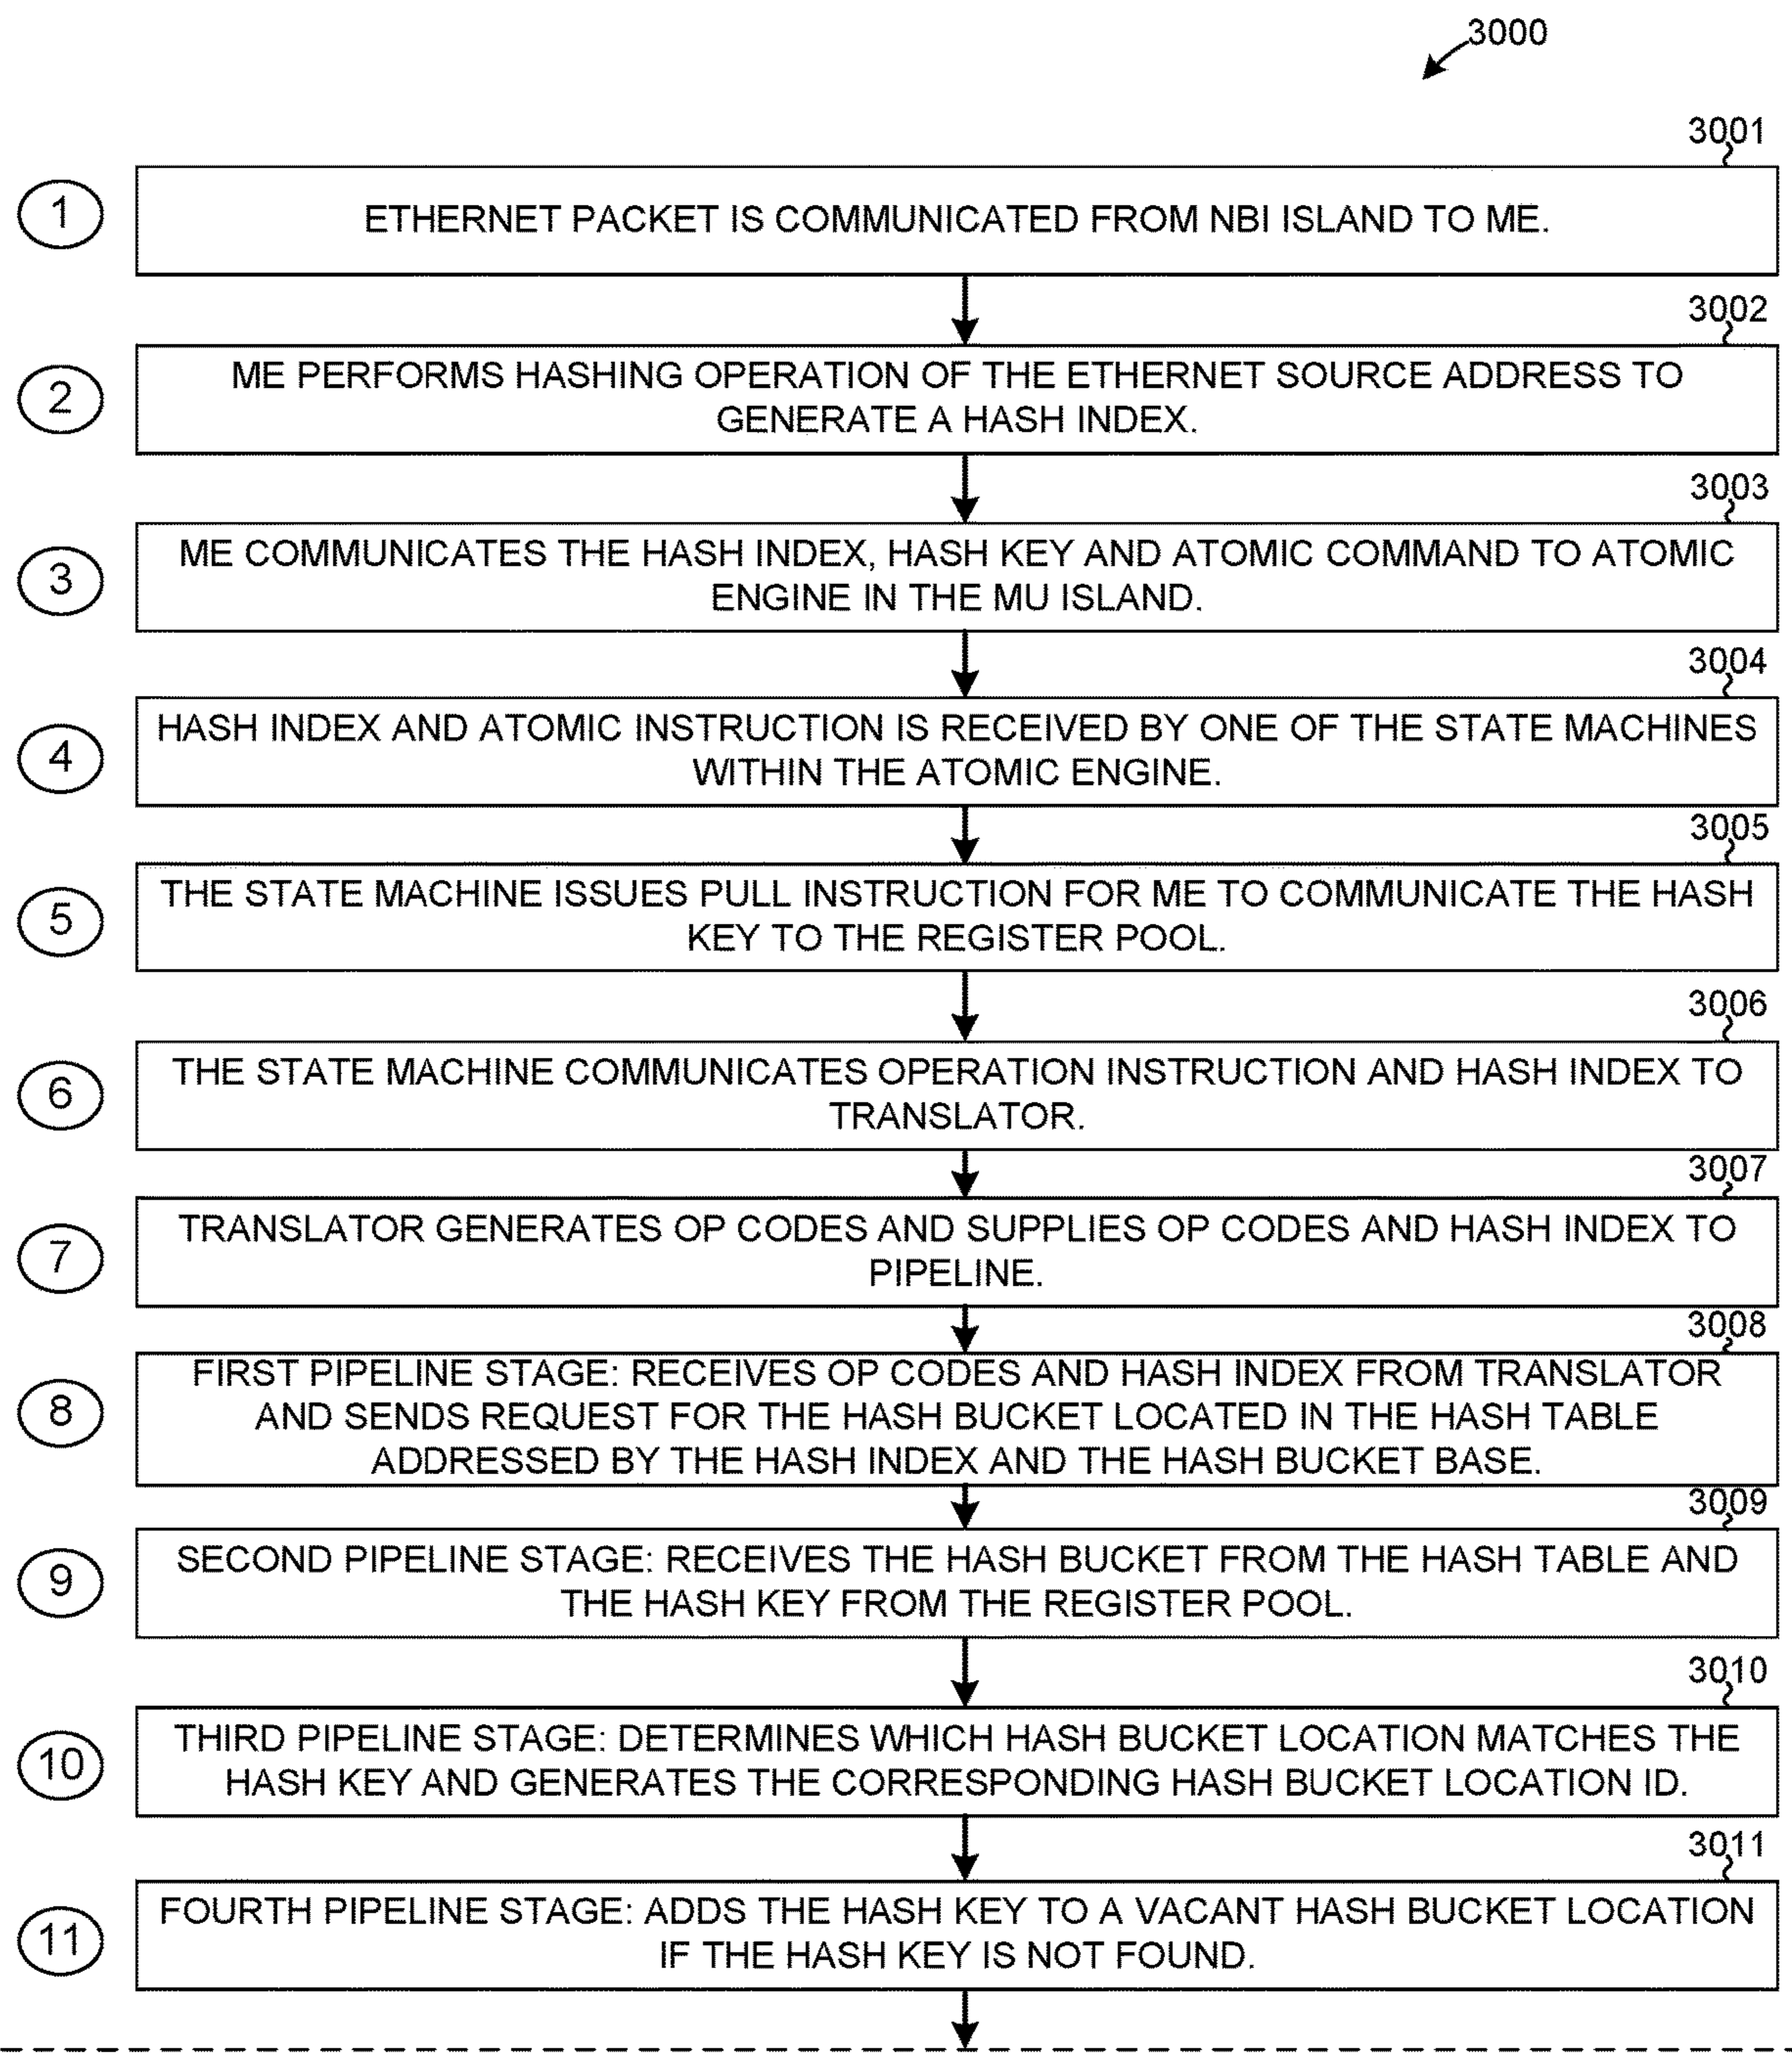 3000
3001
1
ETHERNET PACKET IS COMMUNICATED FROM NBI ISLAND TO ME.
3002
2
ME PERFORMS HASHING OPERATION OF THE ETHERNET SOURCE ADDRESS TO
GENERATE A HASH INDEX.
3003
3
ME COMMUNICATES THE HASH INDEX, HASH KEY AND ATOMIC COMMAND TO ATOMIC
ENGINE IN THE MU ISLAND.
3004
4
HASH INDEX AND ATOMIC INSTRUCTION IS RECEIVED BY ONE OF THE STATE MACHINES
WITHIN THE ATOMIC ENGINE.
3005
5
THE STATE MACHINE ISSUES PULL INSTRUCTION FOR ME TO COMMUNICATE THE HASH
KEY TO THE REGISTER POOL.
3006
6
THE STATE MACHINE COMMUNICATES OPERATION INSTRUCTION AND HASH INDEX TO
TRANSLATOR.
3007
7
TRANSLATOR GENERATES OP CODES AND SUPPLIES OP CODES AND HASH INDEX TO
PIPELINE.
3008
8
FIRST PIPELINE STAGE: RECEIVES OP CODES AND HASH INDEX FROM TRANSLATOR
AND SENDS REQUEST FOR THE HASH BUCKET LOCATED IN THE HASH TABLE
ADDRESSED BY THE HASH INDEX AND THE HASH BUCKET BASE.
3009
9
SECOND PIPELINE STAGE: RECEIVES THE HASH BUCKET FROM THE HASH TABLE AND
THE HASH KEY FROM THE REGISTER POOL.
3010
10
THIRD PIPELINE STAGE: DETERMINES WHICH HASH BUCKET LOCATION MATCHES THE
HASH KEY AND GENERATES THE CORRESPONDING HASH BUCKET LOCATION ID.
3011
11
FOURTH PIPELINE STAGE: ADDS THE HASH KEY TO A VACANT HASH BUCKET LOCATION
IF THE HASH KEY IS NOT FOUND.